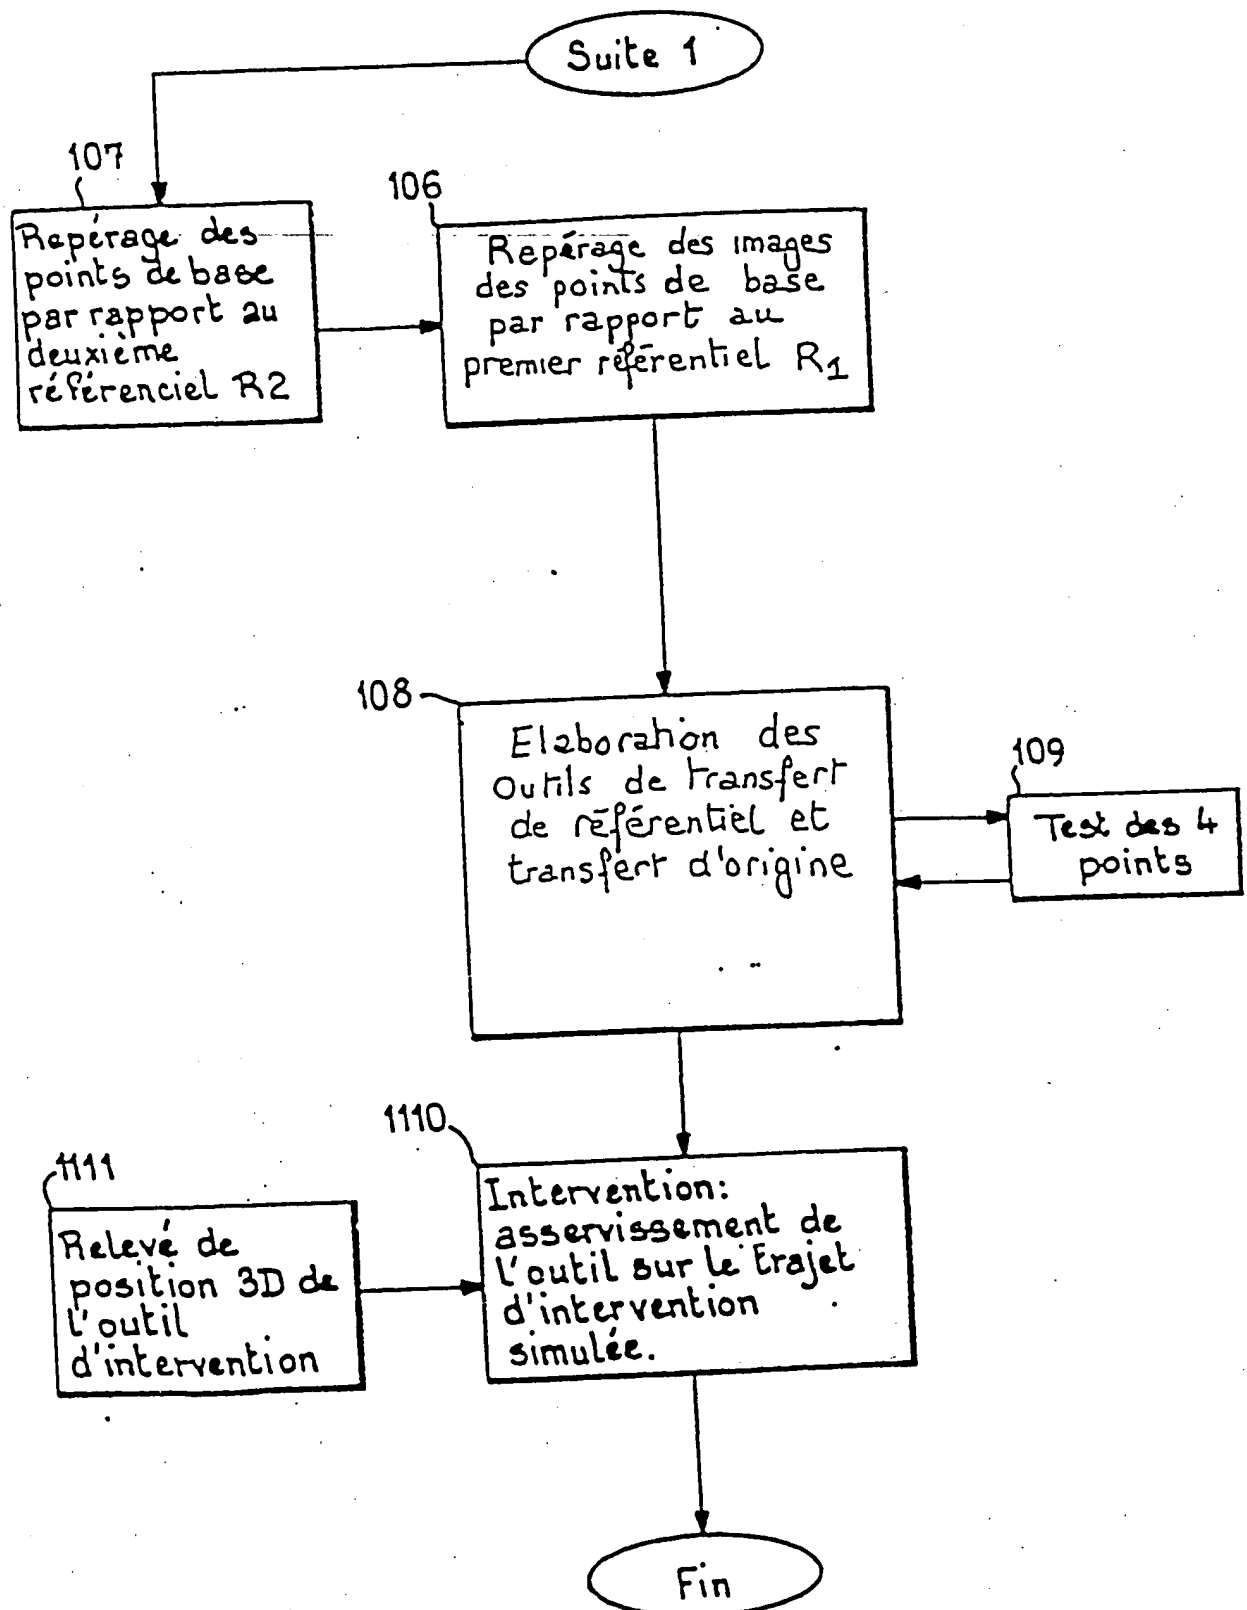 Suite 1
107
Repérage des
points de base
par rapport au
deuxième
référenciel R2
106
Repérage des images
des points de base
par rapport au
premier référentiel R1
108
Elaboration des
Outils de transfert
de référentiel et
transfert d'origine
109
Test des 4
points
1110
Intervention:
asservissement de
l'outil sur le trajet
d'intervention
simulée.
1111
Relevé de
position 3D de
l'outil
d'intervention
Fin